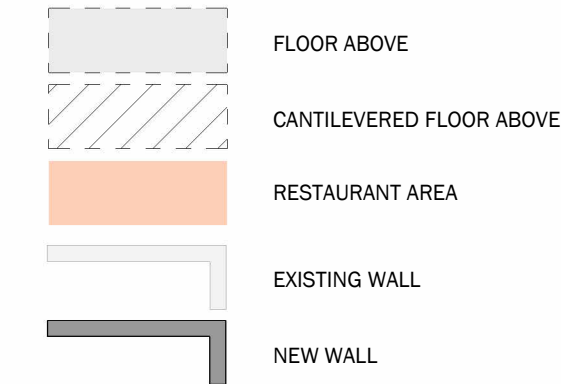 FLOOR ABOVE
CANTILEVERED FLOOR ABOVE
RESTAURANT AREA
EXISTING WALL
NEW WALL